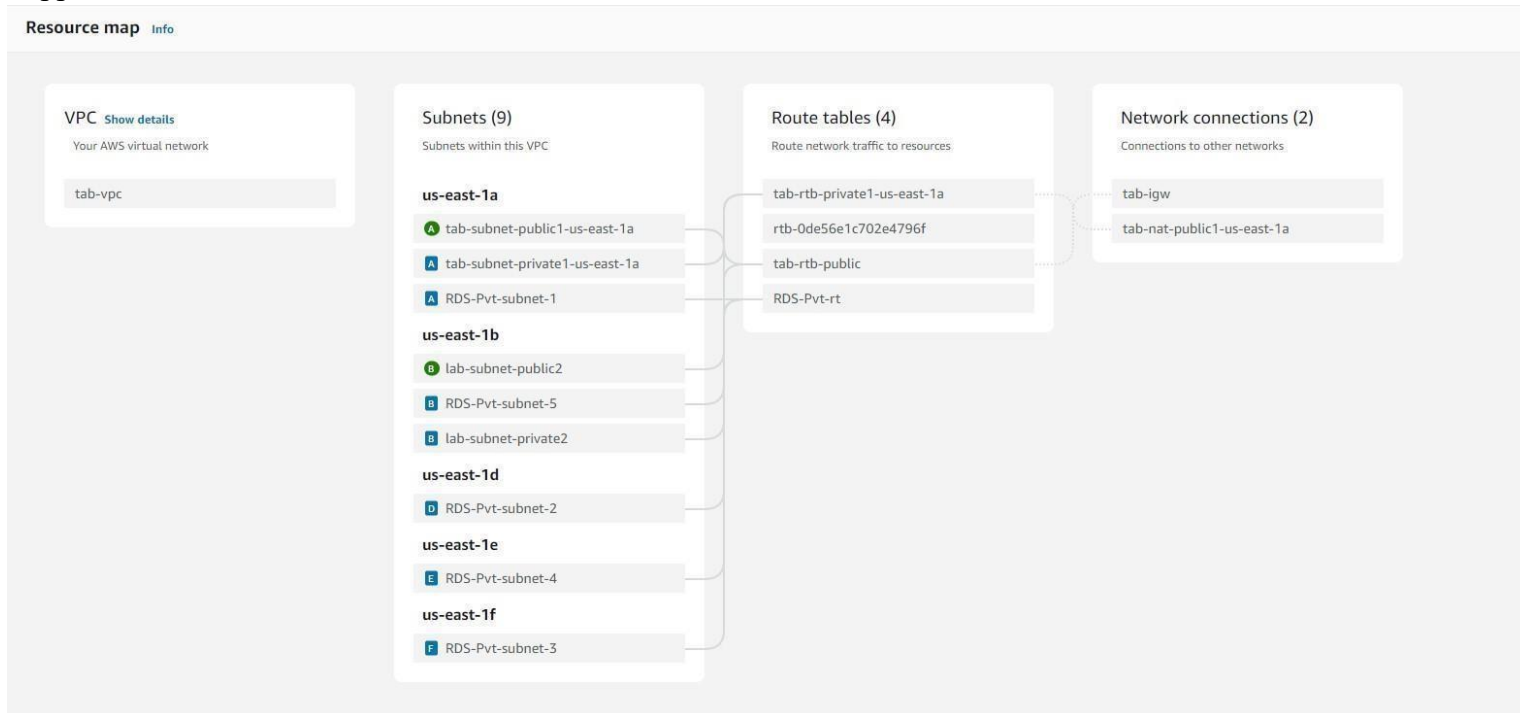 Resource map Info
VPC Show details
Your AWS virtual network
tab-vpc
Subnets (9)
Subnets within this VPC
us-east-1a
A tab-subnet-public1-us-east-1a
A tab-subnet-private1-us-east-1a
A RDS-Pvt-subnet-1
us-east-1b
B lab-subnet-public2
B RDS-Pvt-subnet-5
B lab-subnet-private2
us-east-1d
D RDS-Pvt-subnet-2
us-east-1e
E RDS-Pvt-subnet-4
us-east-1f
F RDS-Pvt-subnet-3
Route tables (4)
Route network traffic to resources
tab-rtb-private1-us-east-1a
rtb-0de56e1c702e4796f
tab-rtb-public
RDS-Pvt-rt
Network connections (2)
Connections to other networks
tab-igw
tab-nat-public1-us-east-1a